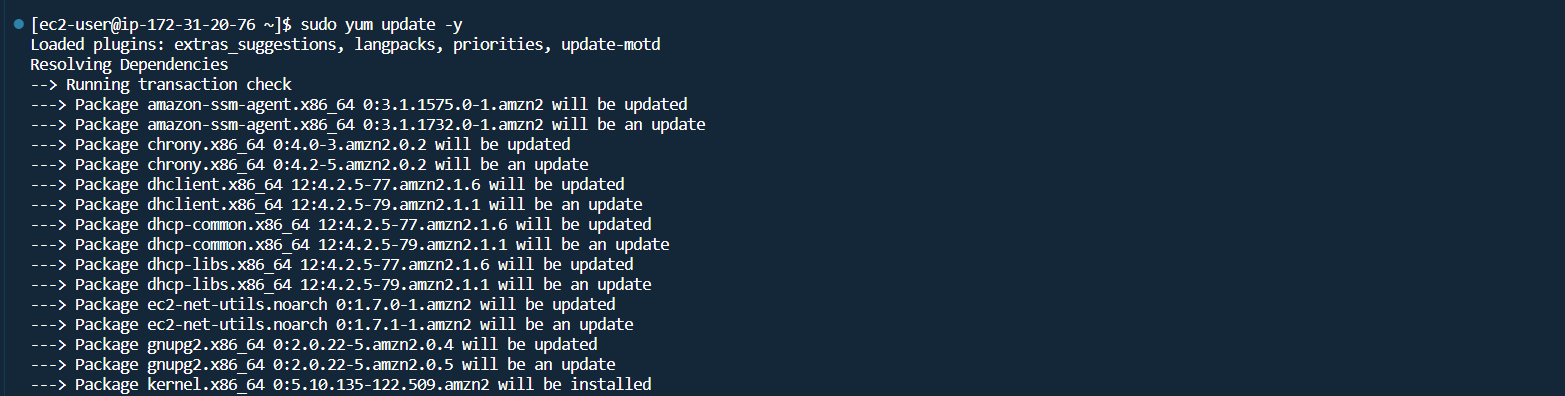 [ec2-user@ip-172-31-20-76 ~]$ sudo yum update -y
Loaded plugins: extras_suggestions, langpacks, priorities, update-motd
Resolving Dependencies
--> Running transaction check
---> Package amazon-ssm-agent.x86_64 0:3.1.1575.0-1.amzn2 will be updated
---> Package amazon-ssm-agent.x86_64 0:3.1.1732.0-1.amzn2 will be an update
---> Package chrony.x86_64 0:4.0-3.amzn2.0.2 will be updated
---> Package chrony.x86_64 0:4.2-5.amzn2.0.2 will be an update
---> Package dhclient.x86_64 12:4.2.5-77.amzn2.1.6 will be updated
---> Package dhclient.x86_64 12:4.2.5-79.amzn2.1.1 will be an update
---> Package dhcp-common.x86_64 12:4.2.5-77.amzn2.1.6 will be updated
---> Package dhcp-common.x86_64 12:4.2.5-79.amzn2.1.1 will be an update
---> Package dhcp-libs.x86_64 12:4.2.5-77.amzn2.1.6 will be updated
---> Package dhcp-libs.x86_64 12:4.2.5-79.amzn2.1.1 will be an update
---> Package ec2-net-utils.noarch 0:1.7.0-1.amzn2 will be updated
---> Package ec2-net-utils.noarch 0:1.7.1-1.amzn2 will be an update
---> Package gnupg2.x86_64 0:2.0.22-5.amzn2.0.4 will be updated
---> Package gnupg2.x86_64 0:2.0.22-5.amzn2.0.5 will be an update
---> Package kernel.x86_64 0:5.10.135-122.509.amzn2 will be installed